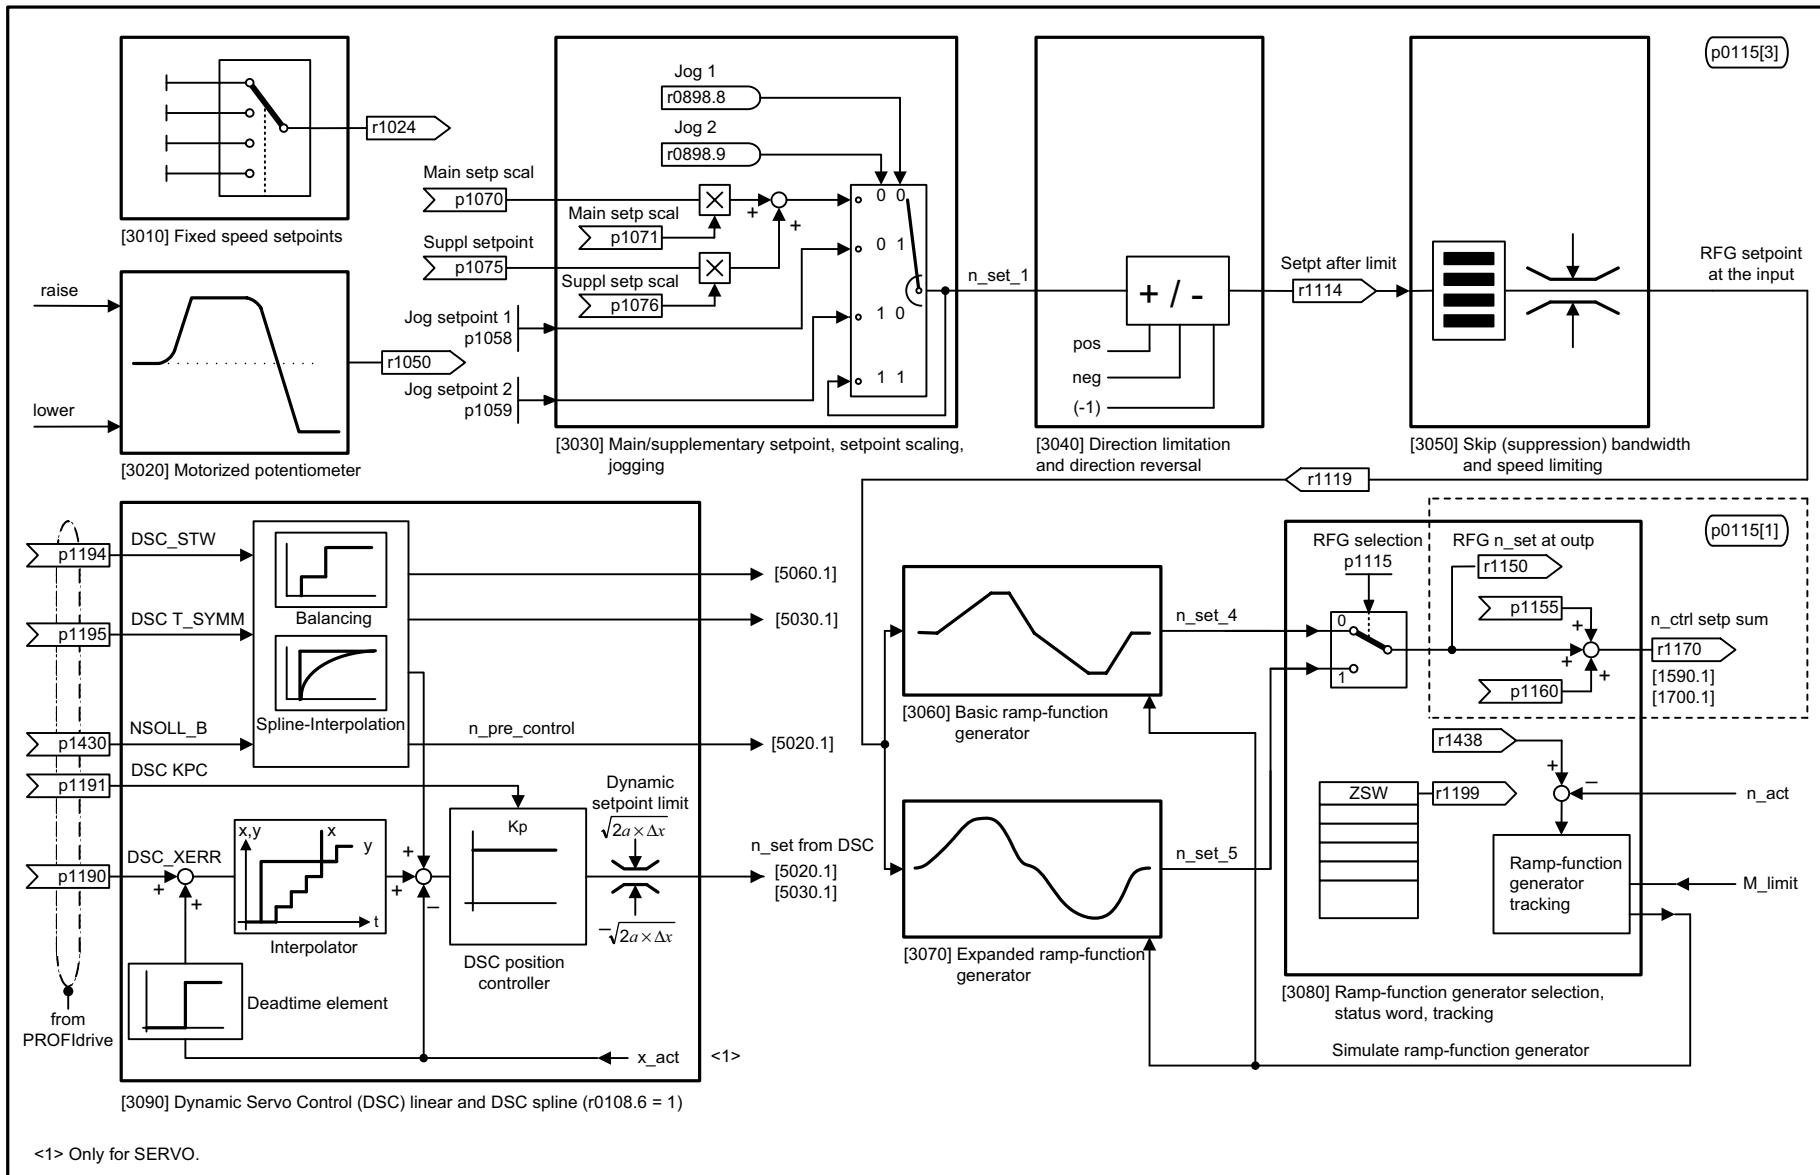 p0115[3]
r1024
[3010] Fixed speed setpoints
raise
lower
r1050
[3020] Motorized potentiometer
Jog 1
r0898.8
Jog 2
r0898.9
Main setp scal
p1070
Main setp scal
p1071
Suppl setpoint
p1075
Suppl setp scal
p1076
Jog setpoint 1
p1058
Jog setpoint 2
p1059
+
+
0 0
0 1
1 0
1 1
n_set_1
[3030] Main/supplementary setpoint, setpoint scaling,
jogging
+ / -
pos
neg
(-1)
[3040] Direction limitation
and direction reversal
Setpt after limit
r1114
[3050] Skip (suppression) bandwidth
and speed limiting
RFG setpoint
at the input
r1119
p1194
DSC_STW
p1195
DSC T_SYMM
p1430
NSOLL_B
p1191
DSC KPC
p1190
DSC_XERR
from
PROFIdrive
Balancing
Spline-Interpolation
[5060.1]
[5030.1]
n_pre_control
[5020.1]
+
+
x,y
x
y
t
Interpolator
Deadtime element
+
+
–
Kp
DSC position
controller
Dynamic
setpoint limit
√2a × Δx
–√2a × Δx
n_set from DSC
[5020.1]
[5030.1]
x_act
<1>
[3090] Dynamic Servo Control (DSC) linear and DSC spline (r0108.6 = 1)
n_set_4
[3060] Basic ramp-function
generator
n_set_5
[3070] Expanded ramp-function
generator
RFG selection
p1115
0
1
RFG n_set at outp
r1150
p0115[1]
p1155
p1160
+
+
+
n_ctrl setp sum
r1170
[1590.1]
[1700.1]
r1438
+
–
n_act
ZSW
r1199
Ramp-function
generator
tracking
M_limit
[3080] Ramp-function generator selection,
status word, tracking
Simulate ramp-function generator
<1> Only for SERVO.